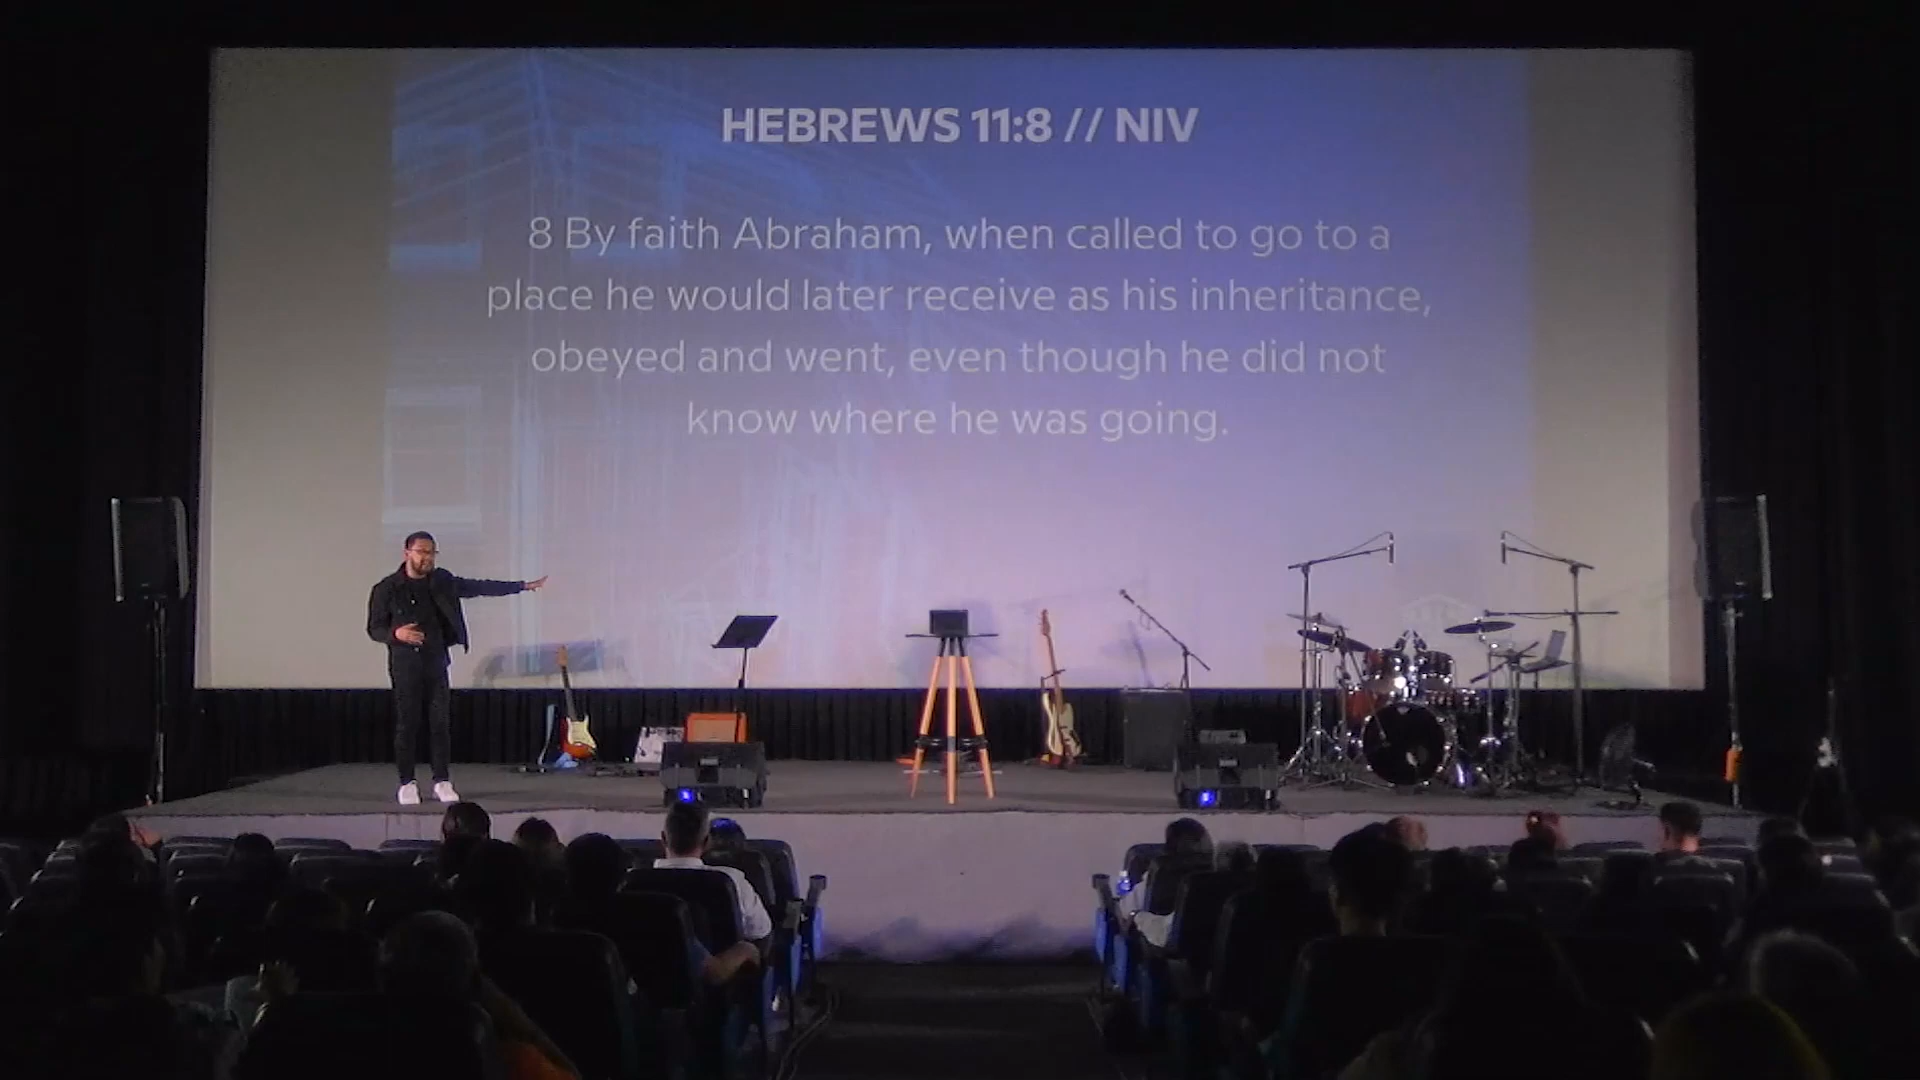 HEBREWS 11:8 // NIV
8 By faith Abraham, when called to go to a
place he would later receive as his inheritance,
obeyed and went, even though he did not
know where he was going.